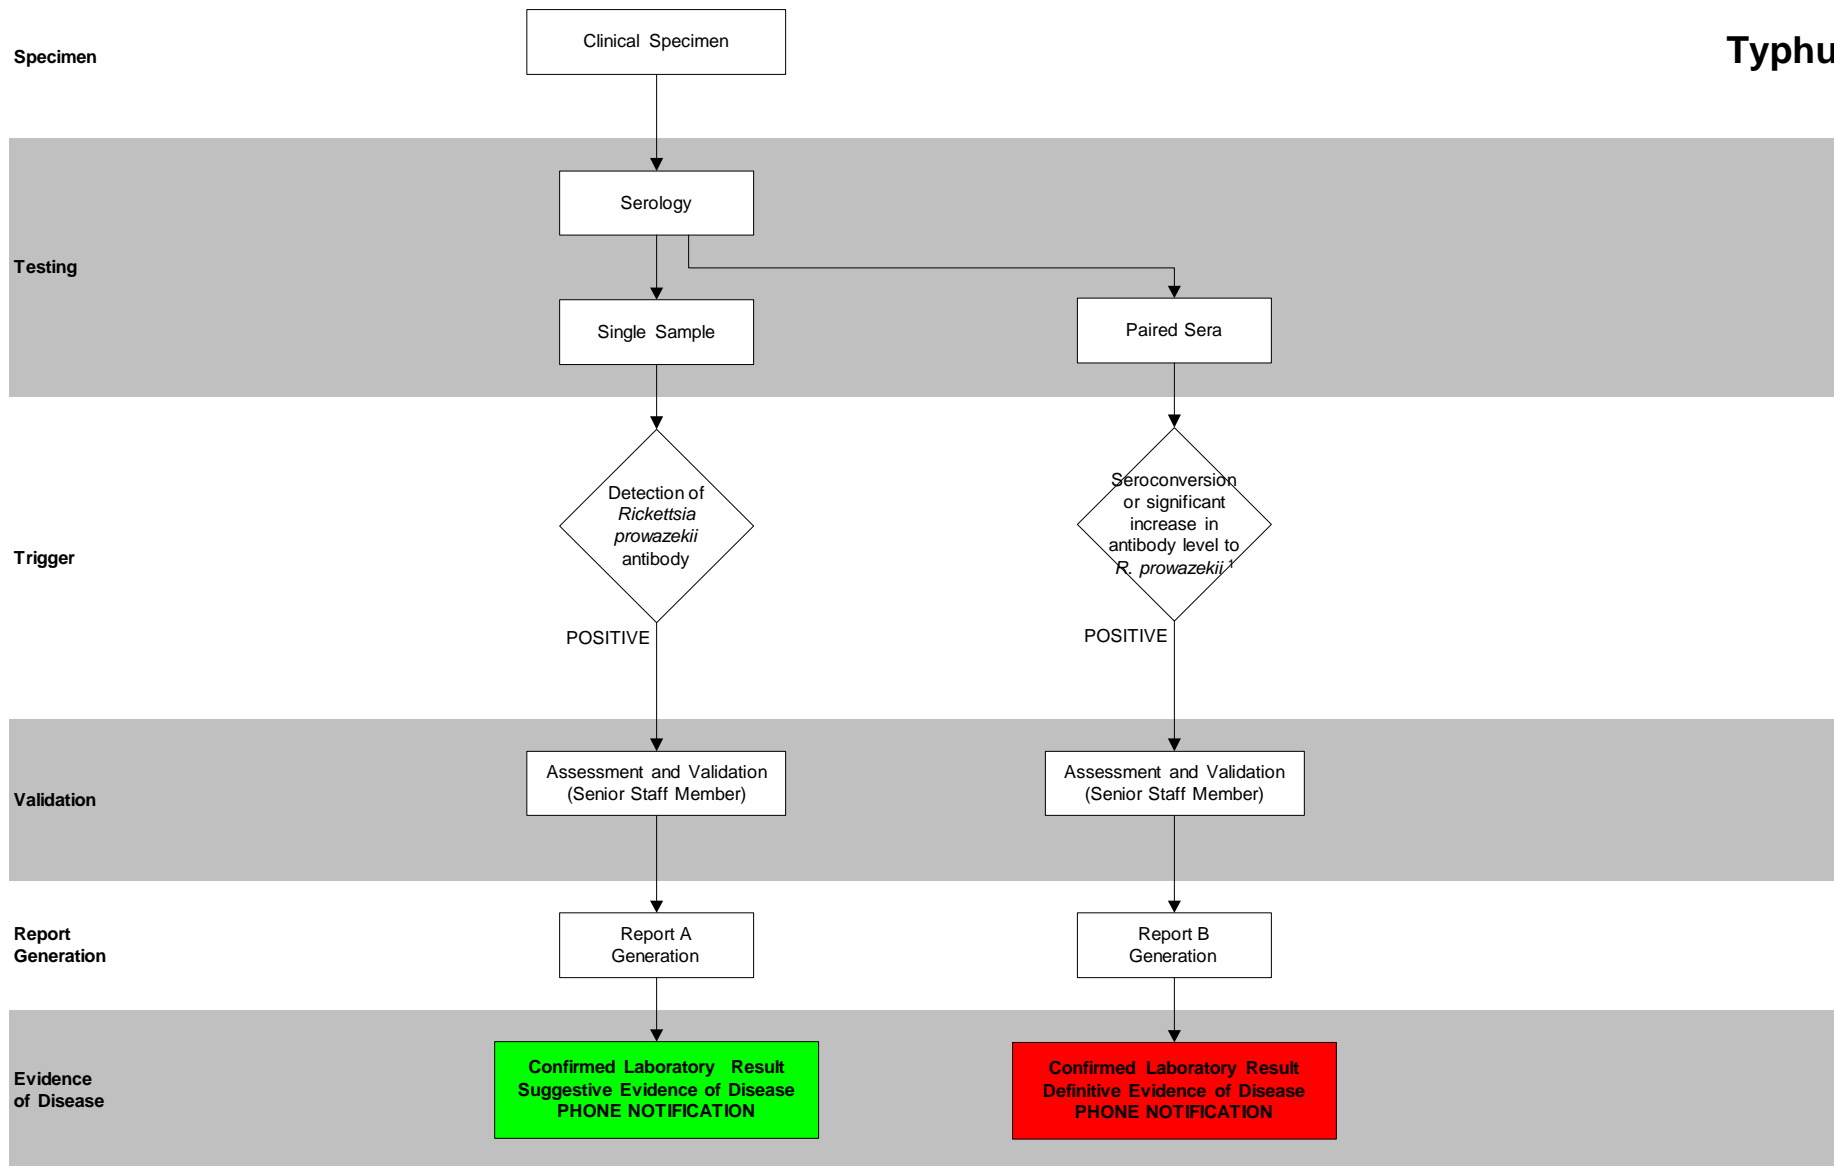 Specimen
Clinical Specimen
Typhu
Testing
Serology
Single Sample
Paired Sera
Trigger
Detection of
Rickettsia
prowazekii
antibody
POSITIVE
Seroconversion
or significant
increase in
antibody level to
R. prowazekii 1
POSITIVE
Validation
Assessment and Validation
(Senior Staff Member)
Assessment and Validation
(Senior Staff Member)
Report
Generation
Report A
Generation
Report B
Generation
Evidence
of Disease
Confirmed Laboratory Result
Suggestive Evidence of Disease
PHONE NOTIFICATION
Confirmed Laboratory Result
Definitive Evidence of Disease
PHONE NOTIFICATION